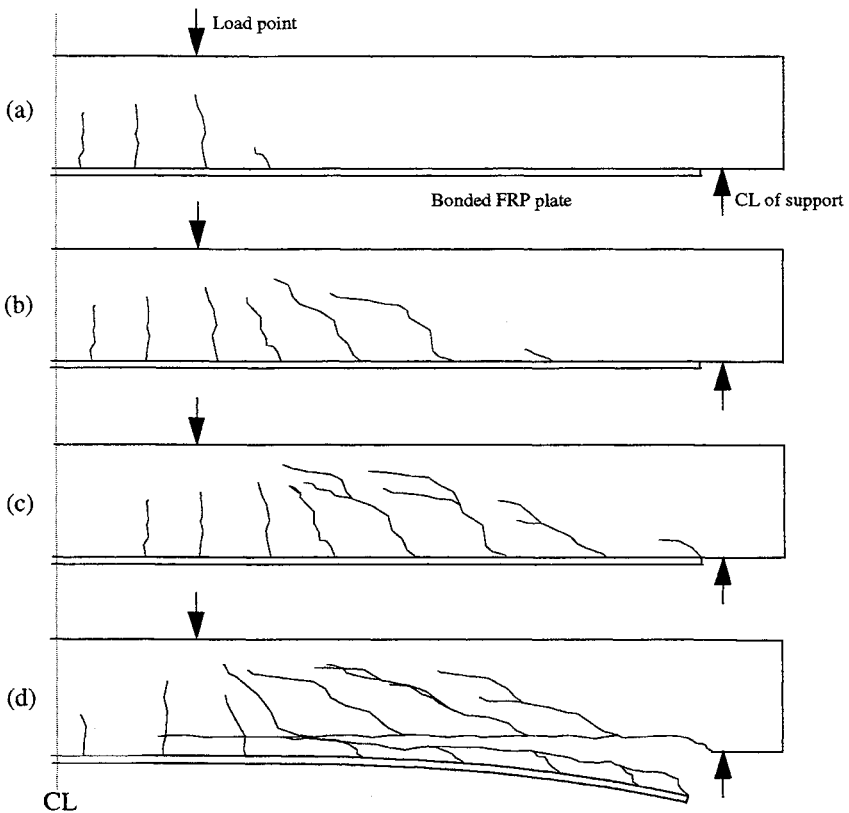 Load point
(a)
Bonded FRP plate
CL of support
(b)
(c)
(d)
CL